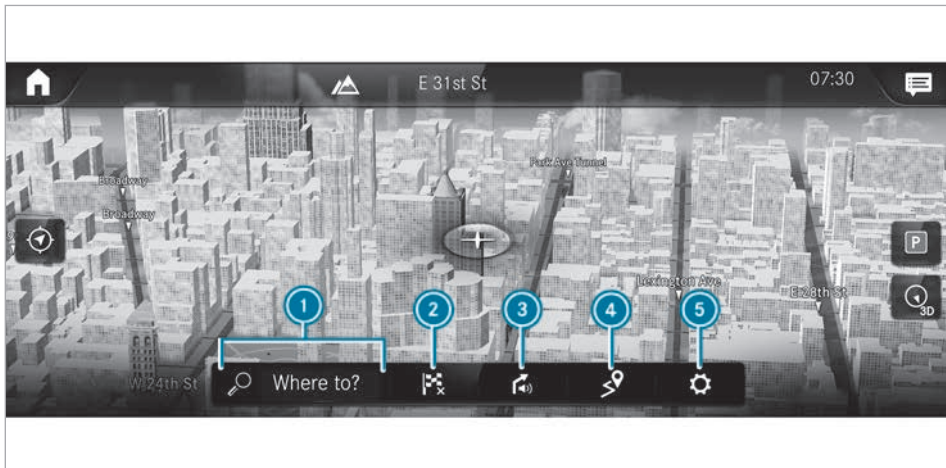 E 31st St
07:30
Park Ave Tunnel
Broadway
Broadway
P
Lexington Ave
E 28th St
3D
1
2
3
4
5
W 24th St
Where to?